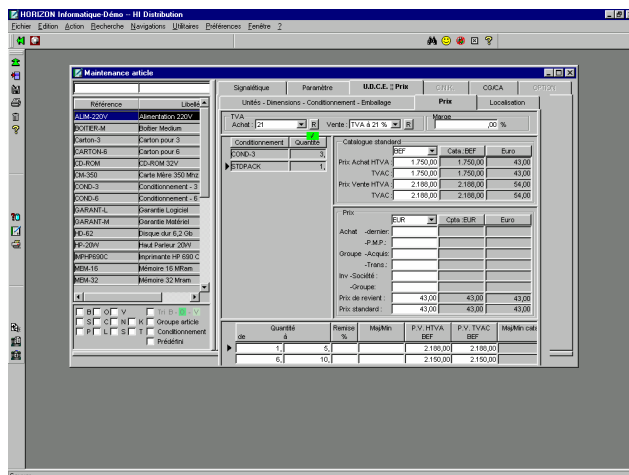 HORIZON Informatique-Démo – HI Distribution
Fichier Edition Action Recherche Navigations Utilitaires Préférences Fenêtre ?
Maintenance article
Référence Libellé
ALIM-220V Alimentation 220V
BOITIER-M Boîtier Medium
Carton-3 Carton pour 3
CARTON-6 Carton pour 6
CD-ROM CD-ROM 32V
CM-350 Carte Mère 350 Mhz
COND-3 Conditionnement - 3
COND-6 Conditionnement - 6
GARANT-L Garantie Logiciel
GARANT-M Garantie Matériel
HD-62 Disque dur 6,2 Gb
HP-20W Haut Parleur 20W
IMPHP690C Imprimante HP 690 C
MEM-16 Mémoire 16 MRam
MEM-32 Mémoire 32 Mram
B O V Tri B - O - V
S C N K Groupe article
P L S T Conditionnement
Prédéfini
Signalétique Paramètre U.D.C.E. ¦ Prix C.N.K. CG/CA OPTION
Unités - Dimensions - Conditionnement - Emballage Prix Localisation
TVA
Achat : 21 R Vente : TVA à 21 % R
Marge
,00 %
Conditionnement Quantité
COND-3 3,
STDPACK 1,
Catalogue standard
BEF Cata.:BEF Euro
Prix Achat HTVA : 1.750,00 1.750,00 43,00
TVAC : 1.750,00 1.750,00 43,00
Prix Vente HTVA : 2.188,00 2.188,00 54,00
TVAC : 2.188,00 2.188,00 54,00
Prix
EUR Cpta :EUR Euro
Achat -dernier:
-P.M.P.:
Groupe -Acquis:
-Trans.:
Inv -Société :
-Groupe:
Prix de revient : 43,00 43,00 43,00
Prix standard : 43,00 43,00 43,00
Quantité Remise Maj/Min P.V. HTVA P.V. TVAC Maj/Min cata
de à % BEF BEF
1, 5, 2.188,00 2.188,00
6, 10, 2.150,00 2.150,00